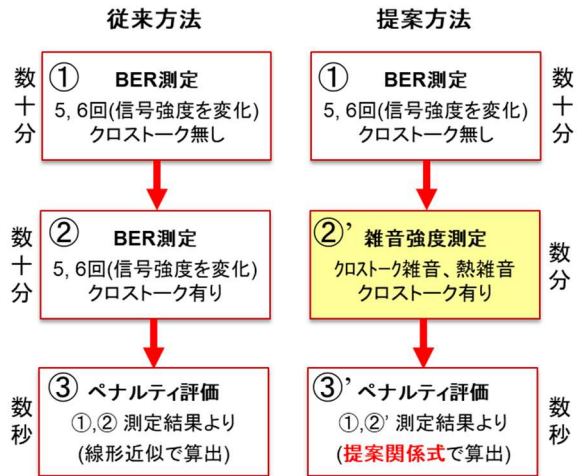 従来方法
数十分
① BER測定
5, 6回(信号強度を変化)
クロストーク無し
数十分
② BER測定
5, 6回(信号強度を変化)
クロストーク有り
数秒
③ ペナルティ評価
①,② 測定結果より
(線形近似で算出)
提案方法
① BER測定
5, 6回(信号強度を変化)
クロストーク無し
数十分
②’ 雑音強度測定
クロストーク雑音、熱雑音
クロストーク有り
数分
③’ ペナルティ評価
①,②’ 測定結果より
(提案関係式で算出)
数秒